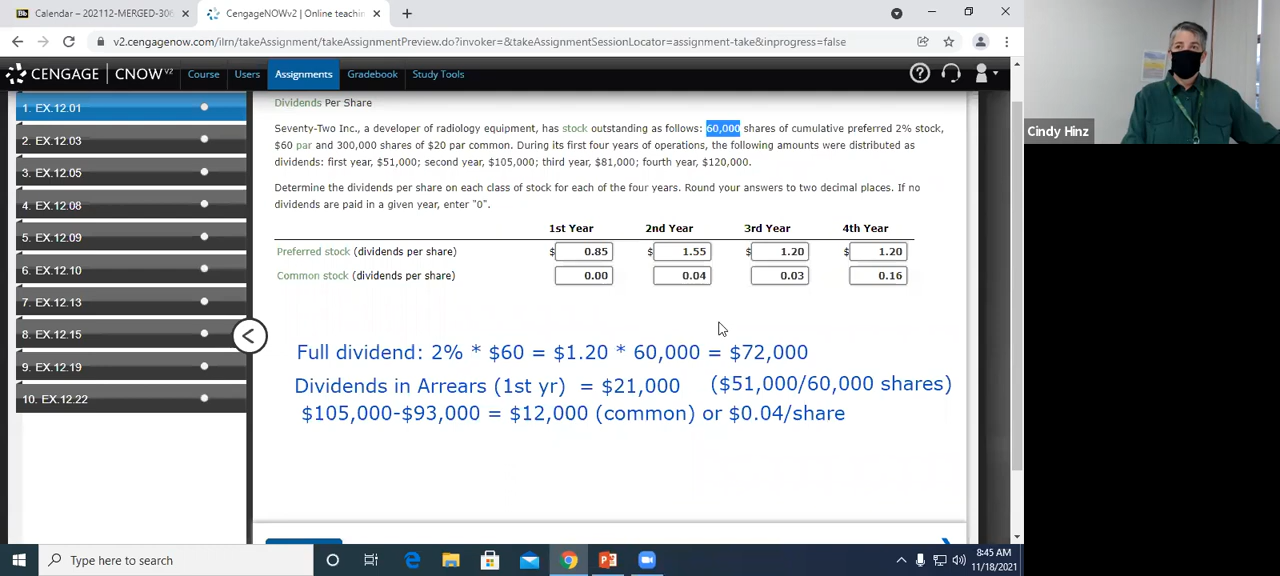 Calendar – 202112-MERGED-306
CengageNOWv2 | Online teachin
v2.cengagenow.com/ilrn/takeAssignment/takeAssignmentPreview.do?invoker=&takeAssignmentSessionLocator=assignment-take&inprogress=false
CENGAGE | CNOWv2 Course Users Assignments Gradebook Study Tools
1. EX.12.01
2. EX.12.03
3. EX.12.05
4. EX.12.08
5. EX.12.09
6. EX.12.10
7. EX.12.13
8. EX.12.15
9. EX.12.19
10. EX.12.22
Dividends Per Share
Seventy-Two Inc., a developer of radiology equipment, has stock outstanding as follows: 60,000 shares of cumulative preferred 2% stock,
$60 par and 300,000 shares of $20 par common. During its first four years of operations, the following amounts were distributed as
dividends: first year, $51,000; second year, $105,000; third year, $81,000; fourth year, $120,000.
Determine the dividends per share on each class of stock for each of the four years. Round your answers to two decimal places. If no
dividends are paid in a given year, enter "0".
1st Year 2nd Year 3rd Year 4th Year
Preferred stock (dividends per share) $ 0.85 $ 1.55 $ 1.20 $ 1.20
Common stock (dividends per share) 0.00 0.04 0.03 0.16
Full dividend: 2% * $60 = $1.20 * 60,000 = $72,000
Dividends in Arrears (1st yr) = $21,000 ($51,000/60,000 shares)
$105,000-$93,000 = $12,000 (common) or $0.04/share
Cindy Hinz
Type here to search
8:45 AM
11/18/2021